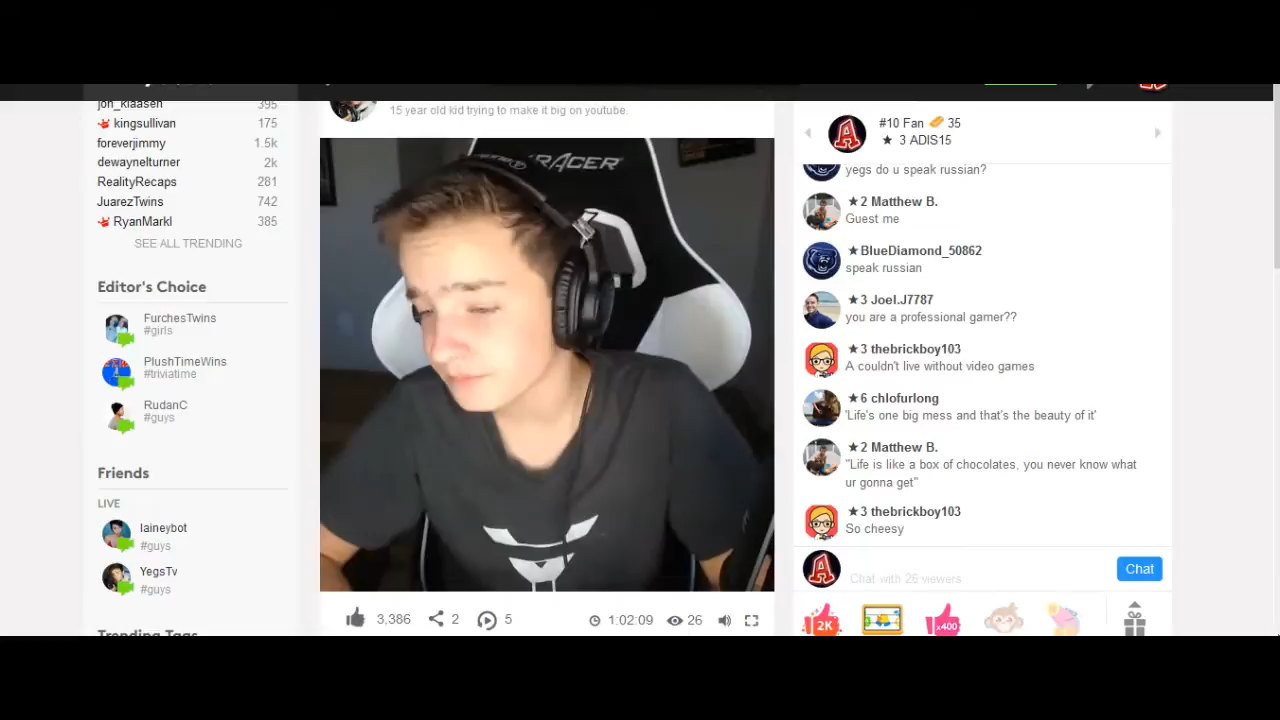 jon_klaasen 395
kingsullivan 175
foreverjimmy 1.5k
dewaynelturner 2k
RealityRecaps 281
JuarezTwins 742
RyanMarkl 385
SEE ALL TRENDING
Editor's Choice
FurchesTwins
#girls
PlushTimeWins
#triviatime
RudanC
#guys
Friends
LIVE
laineybot
#guys
YegsTv
#guys
Trending Tags
15 year old kid trying to make it big on youtube.
RACER
3,386 2 5 1:02:09 26
#10 Fan 35
★ 3 ADIS15
yegs do u speak russian?
★2 Matthew B.
Guest me
★BlueDiamond_50862
speak russian
★3 Joel.J7787
you are a professional gamer??
★3 thebrickboy103
A couldn't live without video games
★6 chlofurlong
'Life's one big mess and that's the beauty of it'
★2 Matthew B.
"Life is like a box of chocolates, you never know what
ur gonna get"
★3 thebrickboy103
So cheesy
Chat with 26 viewers
Chat
2K
x400